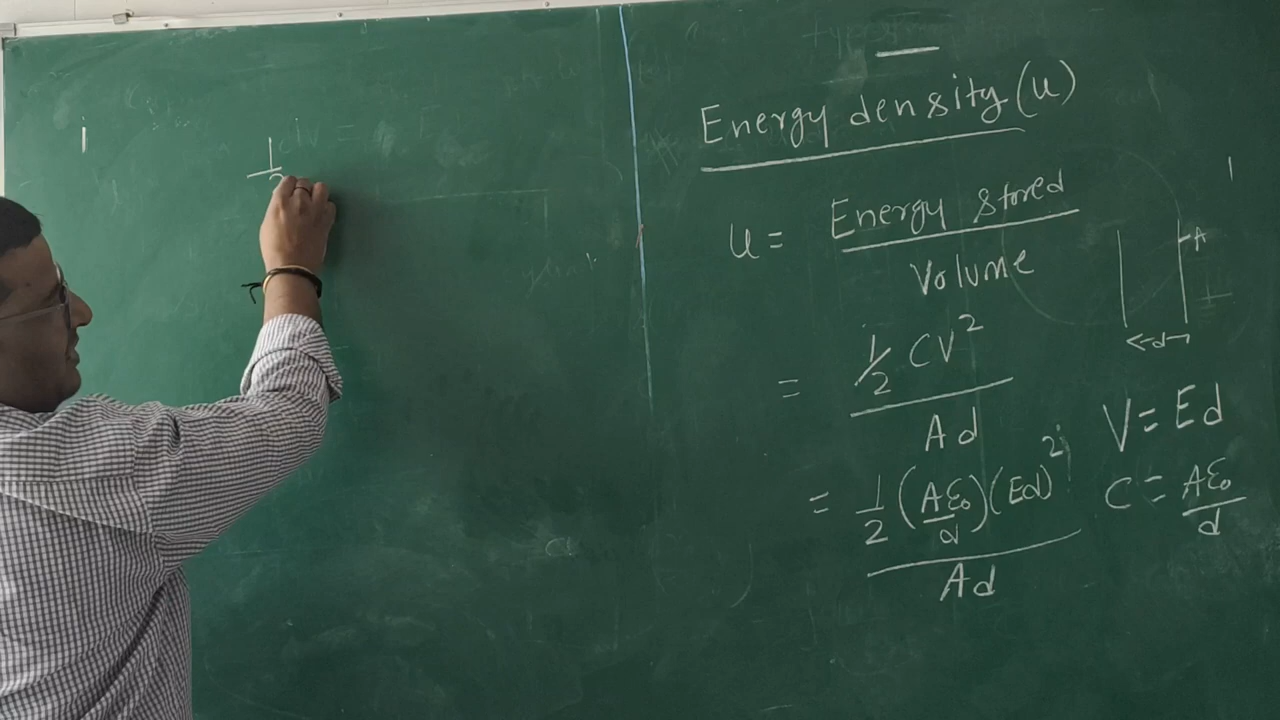 1/2
Energy density (u)
u = Energy stored / Volume
A
←d→
= 1/2 CV² / Ad
V = Ed
= 1/2 (Aε₀/d)(Ed)² / Ad
C = Aε₀/d